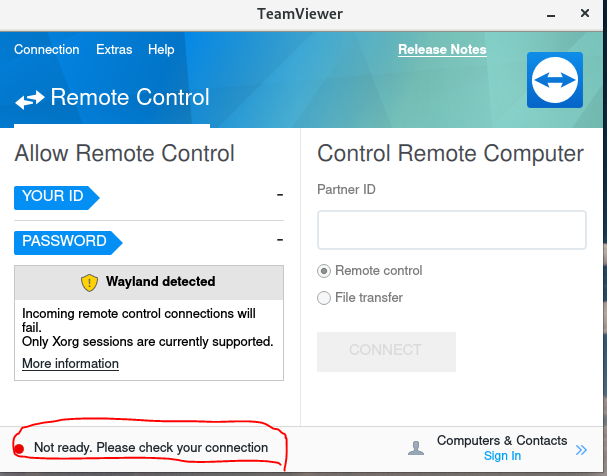 TeamViewer
Connection Extras Help Release Notes
Remote Control
Allow Remote Control
YOUR ID -
PASSWORD -
Wayland detected
Incoming remote control connections will
fail.
Only Xorg sessions are currently supported.
More information
Control Remote Computer
Partner ID
Remote control
File transfer
CONNECT
Not ready. Please check your connection
Computers & Contacts
Sign In